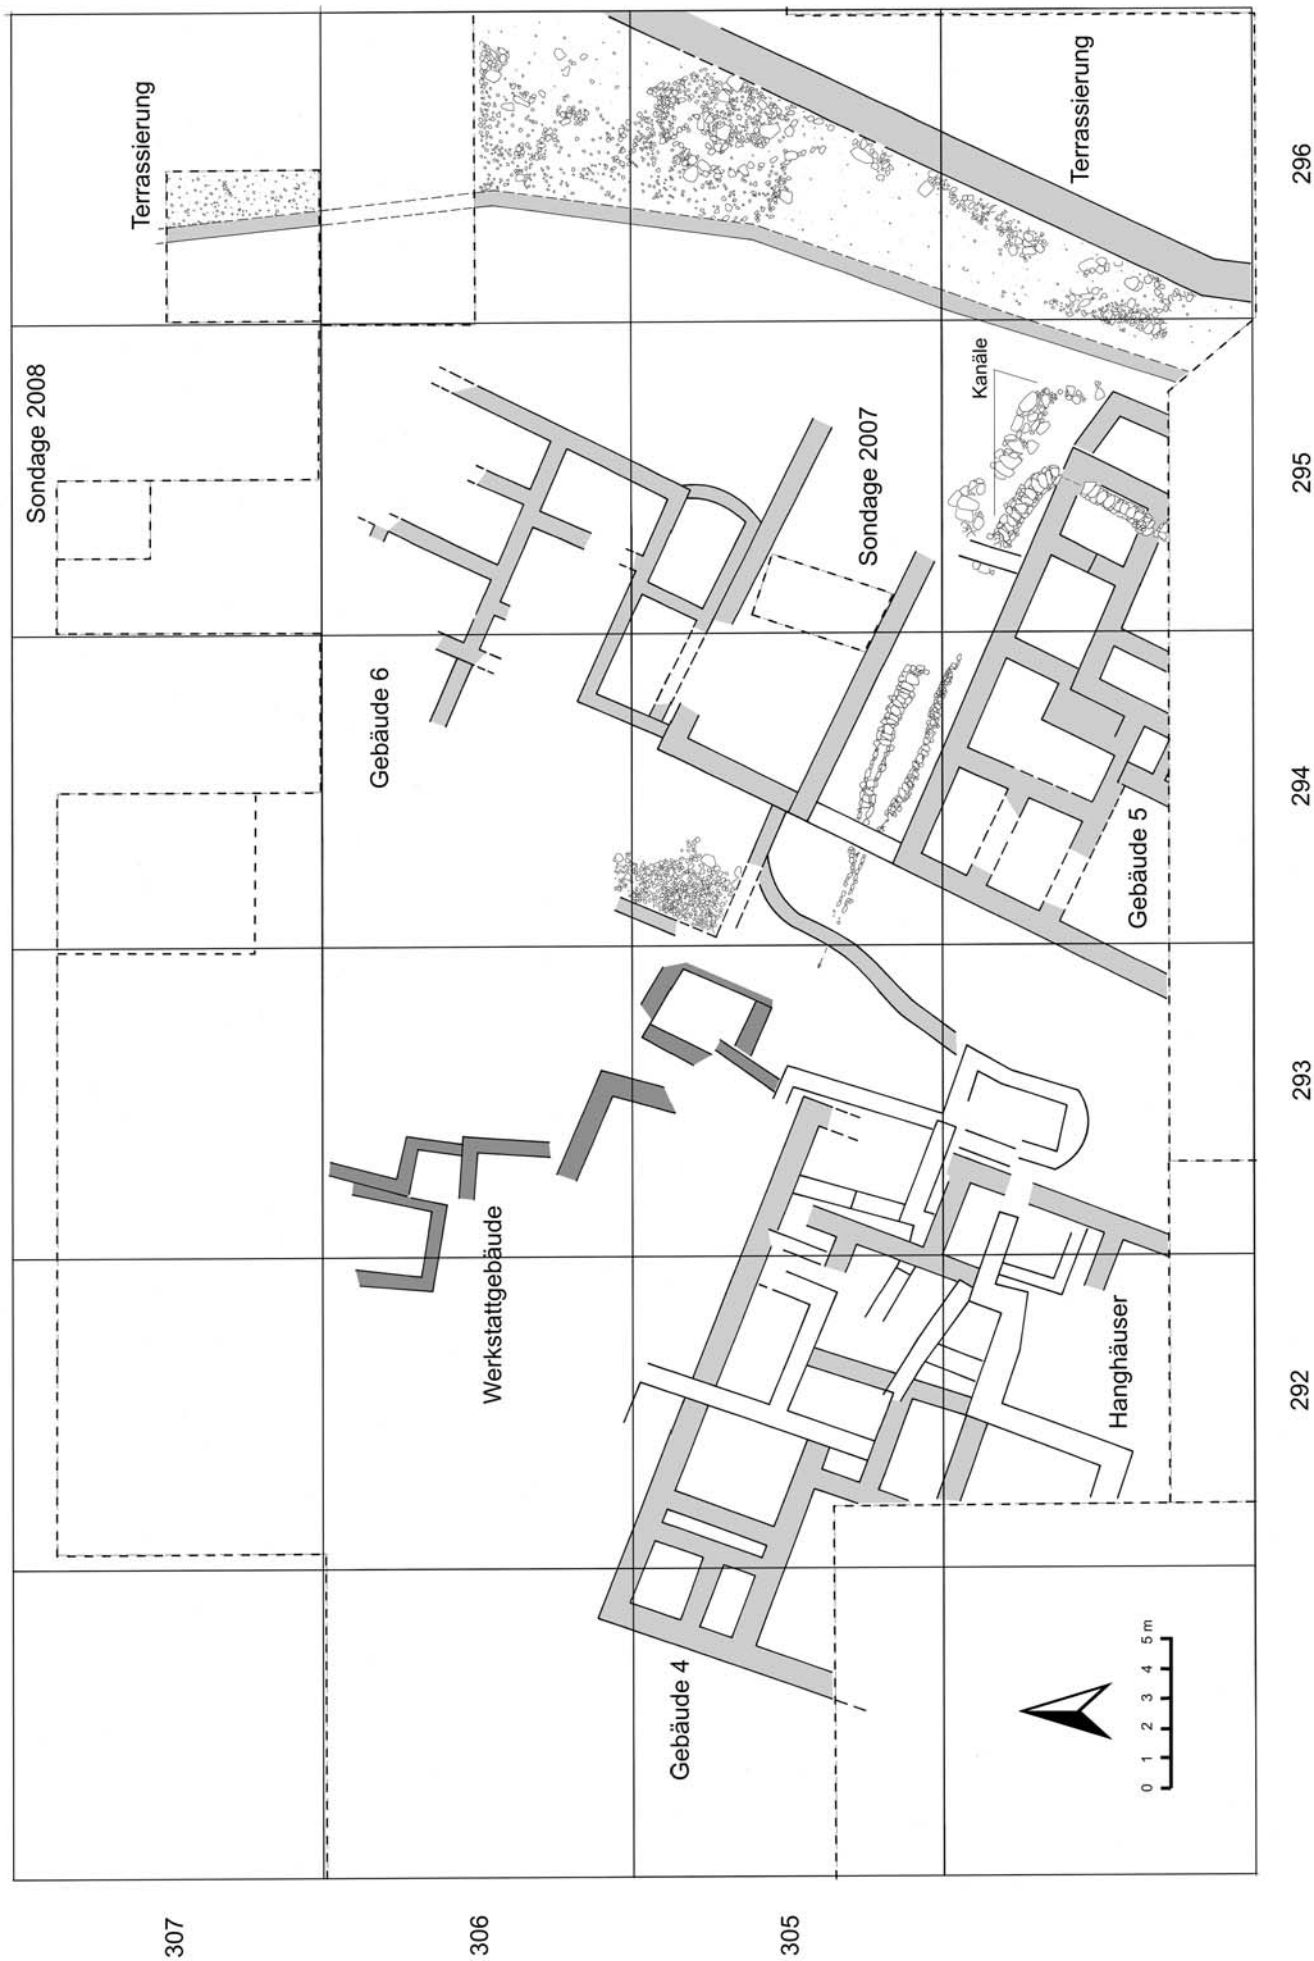 Terrassierung
Sondage 2008
Terrassierung
Kanäle
Sondage 2007
Gebäude 6
Gebäude 5
Werkstattgebäude
Hanghäuser
Gebäude 4
0 1 2 3 4 5 m
307
306
305
292
293
294
295
296